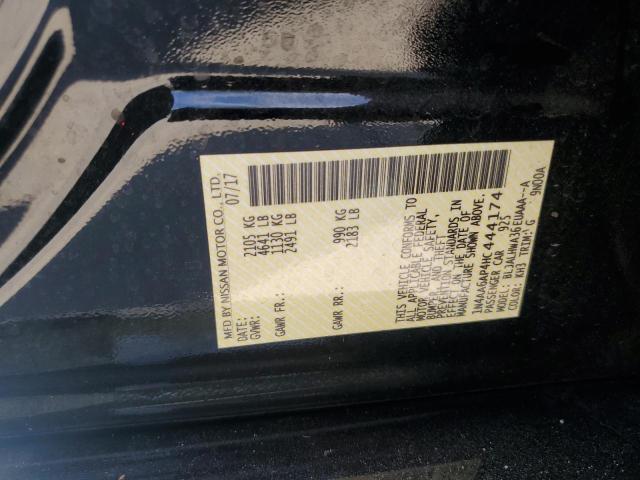 MFD BY NISSAN MOTOR CO., LTD.
DATE: 07/17
GVWR: 2105 KG
4641 LB
GAWR FR.: 1130 KG
2491 LB
GAWR RR.: 990 KG
2183 LB
THIS VEHICLE CONFORMS TO
ALL APPLICABLE FEDERAL
MOTOR VEHICLE SAFETY,
BUMPER, AND THEFT
PREVENTION STANDARDS IN
EFFECT ON THE DATE OF
MANUFACTURE SHOWN ABOVE.
1N4AA6AP4HC444174
PASSENGER CAR 92S
MODEL: BLJALHWA36EUAAA--A
COLOR: KH3 TRIM: G 9N00A